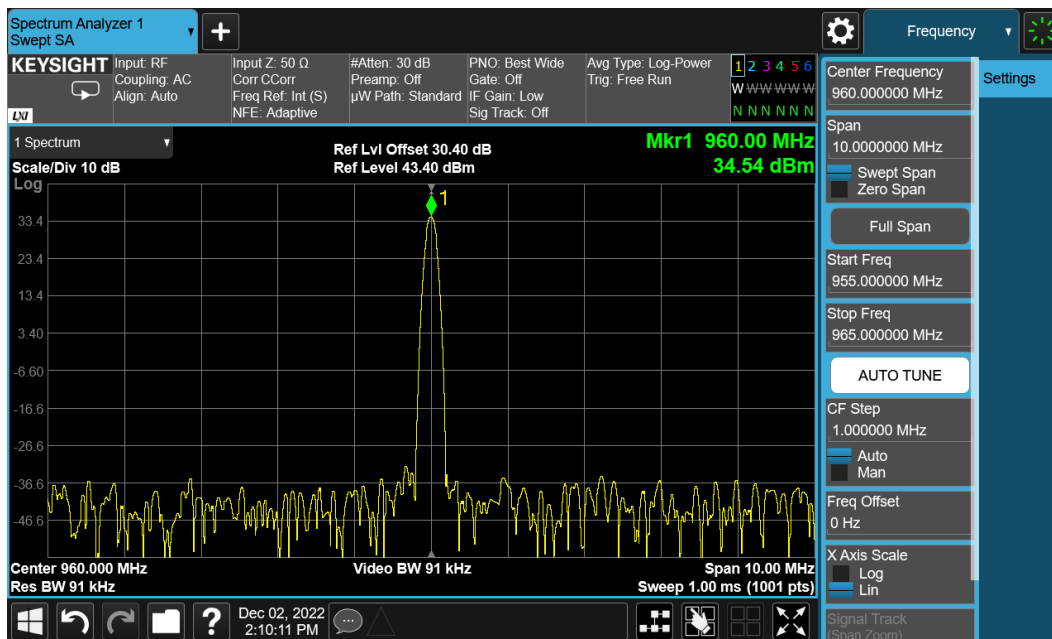 Spectrum Analyzer 1
Swept SA
Frequency
KEYSIGHT
LXI
Input: RF
Coupling: AC
Align: Auto
Input Z: 50 Ω
Corr CCorr
Freq Ref: Int (S)
NFE: Adaptive
#Atten: 30 dB
Preamp: Off
µW Path: Standard
PNO: Best Wide
Gate: Off
IF Gain: Low
Sig Track: Off
Avg Type: Log-Power
Trig: Free Run
1 2 3 4 5 6
W W W W W W
N N N N N N
1 Spectrum
Scale/Div 10 dB
Log
Ref Lvl Offset 30.40 dB
Ref Level 43.40 dBm
Mkr1 960.00 MHz
34.54 dBm
1
33.4
23.4
13.4
3.40
-6.60
-16.6
-26.6
-36.6
-46.6
Center 960.000 MHz
Res BW 91 kHz
Video BW 91 kHz
Span 10.00 MHz
Sweep 1.00 ms (1001 pts)
Center Frequency
960.000000 MHz
Span
10.0000000 MHz
Swept Span
Zero Span
Full Span
Start Freq
955.000000 MHz
Stop Freq
965.000000 MHz
AUTO TUNE
CF Step
1.000000 MHz
Auto
Man
Freq Offset
0 Hz
X Axis Scale
Log
Lin
Signal Track
(Span Zoom)
Settings
?
Dec 02, 2022
2:10:11 PM